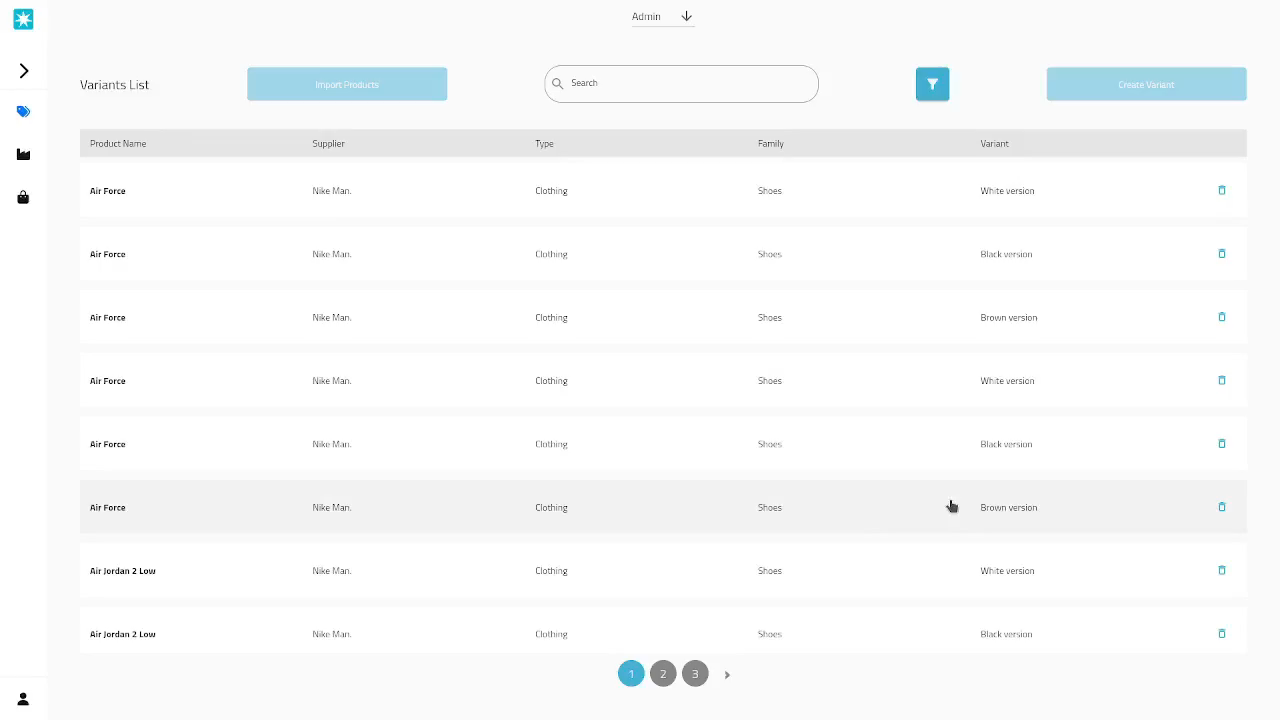 Admin
Variants List Import Products Search Create Variant
Product Name Supplier Type Family Variant
Air Force Nike Man. Clothing Shoes White version
Air Force Nike Man. Clothing Shoes Black version
Air Force Nike Man. Clothing Shoes Brown version
Air Force Nike Man. Clothing Shoes White version
Air Force Nike Man. Clothing Shoes Black version
Air Force Nike Man. Clothing Shoes Brown version
Air Jordan 2 Low Nike Man. Clothing Shoes White version
Air Jordan 2 Low Nike Man. Clothing Shoes Black version
1 2 3